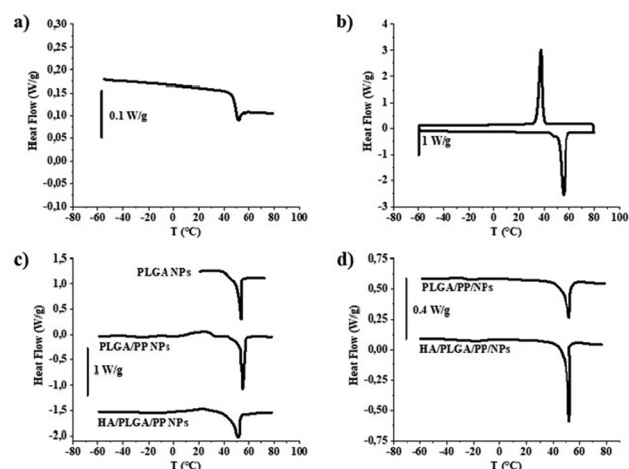 a)
Heat Flow (W/g)
0,30
0,25
0,20
0,15
0,10
0,05
0,00
-0,05
-0,10
0.1 W/g
-80 -60 -40 -20 0 20 40 60 80 100
T (°C)
b)
Heat Flow (W/g)
4
3
2
1
0
-1
-2
-3
1 W/g
-80 -60 -40 -20 0 20 40 60 80 100
T (°C)
c)
Heat Flow (W/g)
1,5
1,0
0,5
0,0
-0,5
-1,0
-1,5
-2,0
PLGA NPs
PLGA/PP NPs
1 W/g
HA/PLGA/PP NPs
-80 -60 -40 -20 0 20 40 60 80 100
T (°C)
d)
Heat Flow (W/g)
0,75
0,50
0,25
0,00
-0,25
-0,50
0,75
PLGA/PP/NPs
0.4 W/g
HA/PLGA/PP/NPs
-80 -60 -40 -20 0 20 40 60 80 100
T (°C)